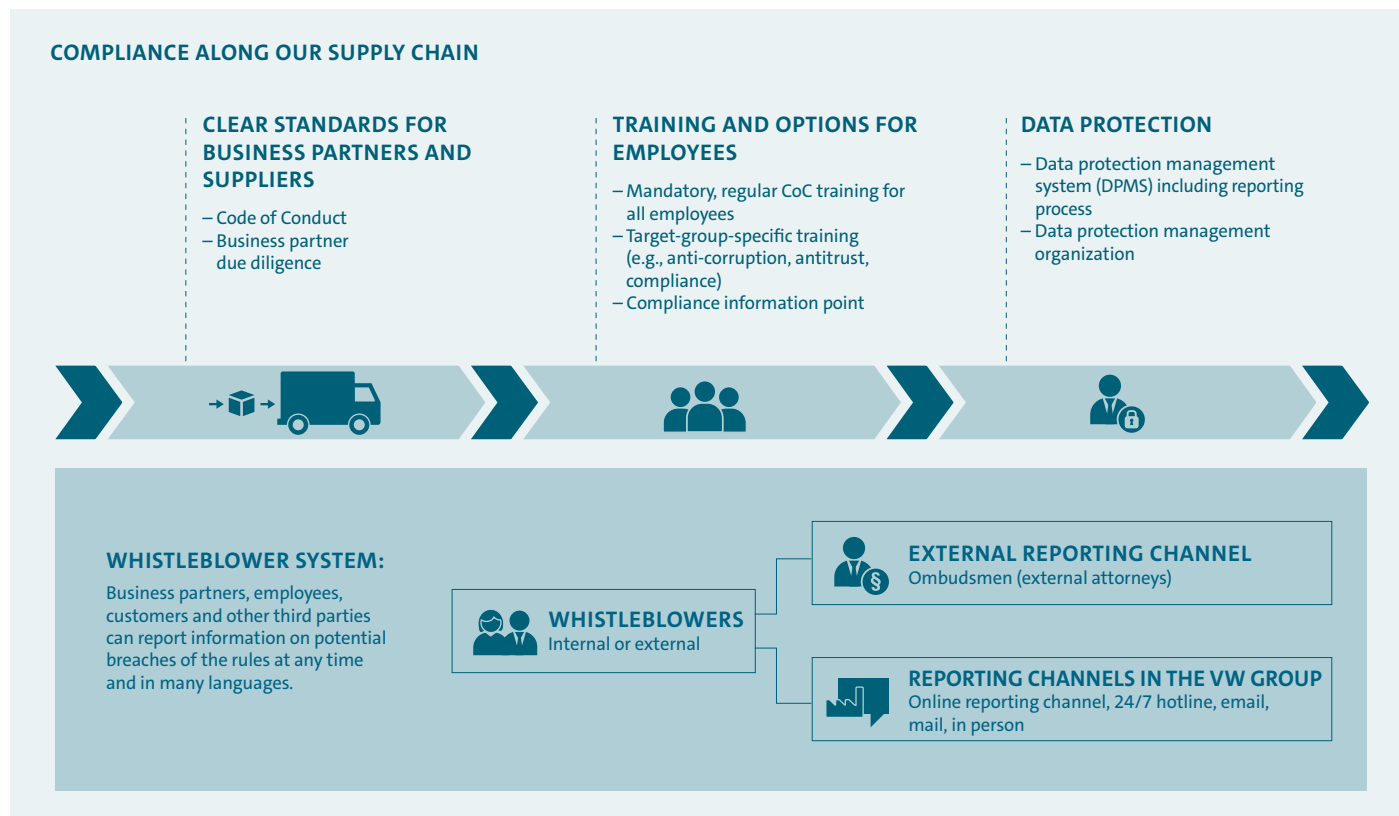 COMPLIANCE ALONG OUR SUPPLY CHAIN
CLEAR STANDARDS FOR
BUSINESS PARTNERS AND
SUPPLIERS
– Code of Conduct
– Business partner
due diligence
TRAINING AND OPTIONS FOR
EMPLOYEES
– Mandatory, regular CoC training for
all employees
– Target-group-specific training
(e.g., anti-corruption, antitrust,
compliance)
– Compliance information point
DATA PROTECTION
– Data protection management
system (DPMS) including reporting
process
– Data protection management
organization
WHISTLEBLOWER SYSTEM:
Business partners, employees,
customers and other third parties
can report information on potential
breaches of the rules at any time
and in many languages.
WHISTLEBLOWERS
Internal or external
§
EXTERNAL REPORTING CHANNEL
Ombudsmen (external attorneys)
REPORTING CHANNELS IN THE VW GROUP
Online reporting channel, 24/7 hotline, email,
mail, in person